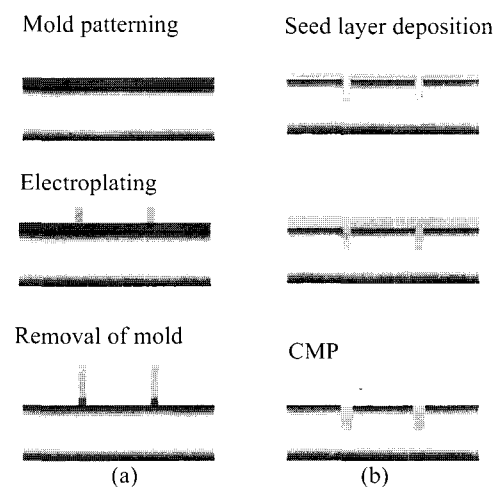 Mold patterning
Seed layer deposition
Electroplating
Removal of mold
CMP
(a)
(b)